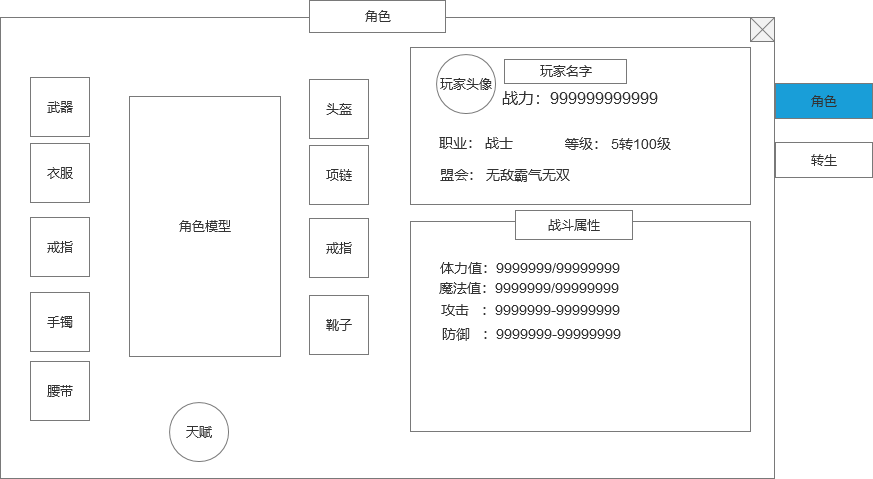 角色
武器
衣服
戒指
手镯
腰带
角色模型
天赋
头盔
项链
戒指
靴子
玩家头像
玩家名字
战力：999999999999
职业： 战士 等级： 5转100级
盟会： 无敌霸气无双
战斗属性
体力值：9999999/99999999
魔法值：9999999/99999999
攻击 ：9999999-99999999
防御 ：9999999-99999999
角色
转生